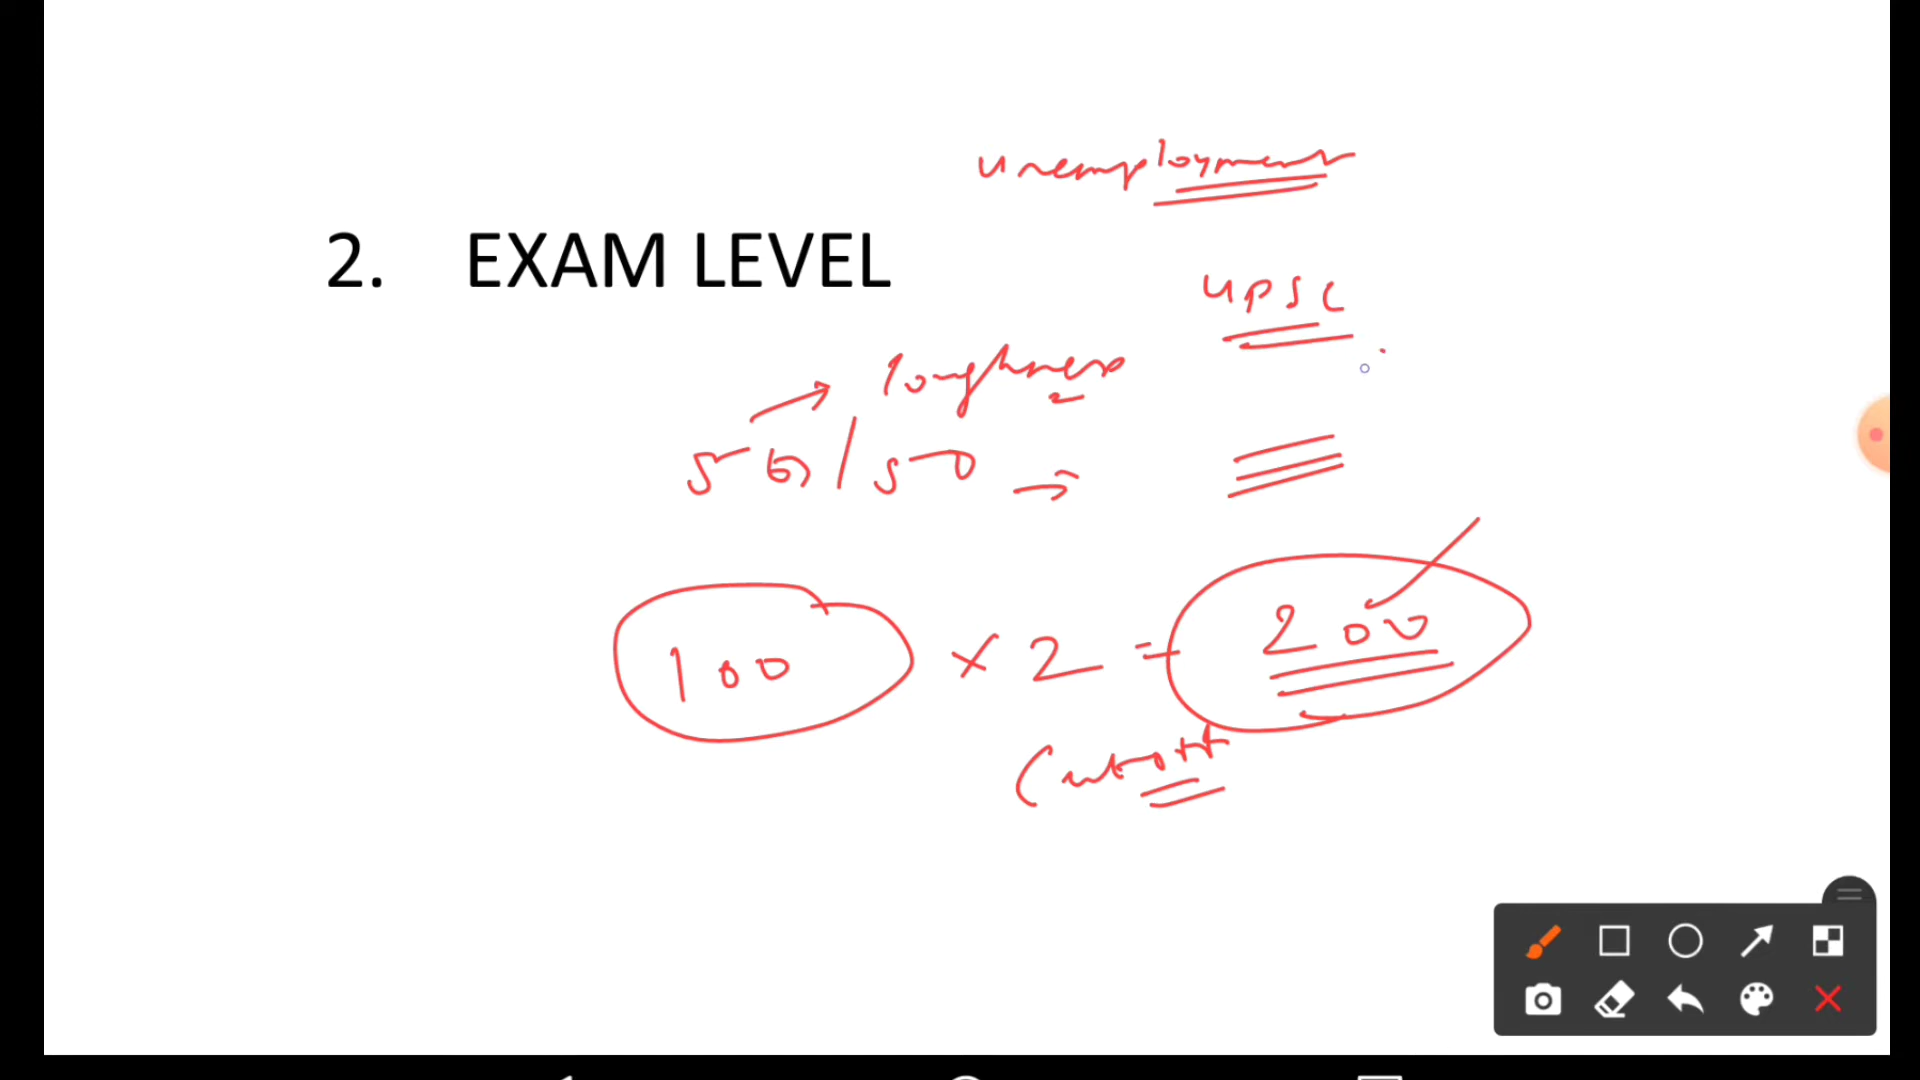 unemployment
2. EXAM LEVEL
UPSC
toughness
50/50
100 × 2 = 200
Cutoff